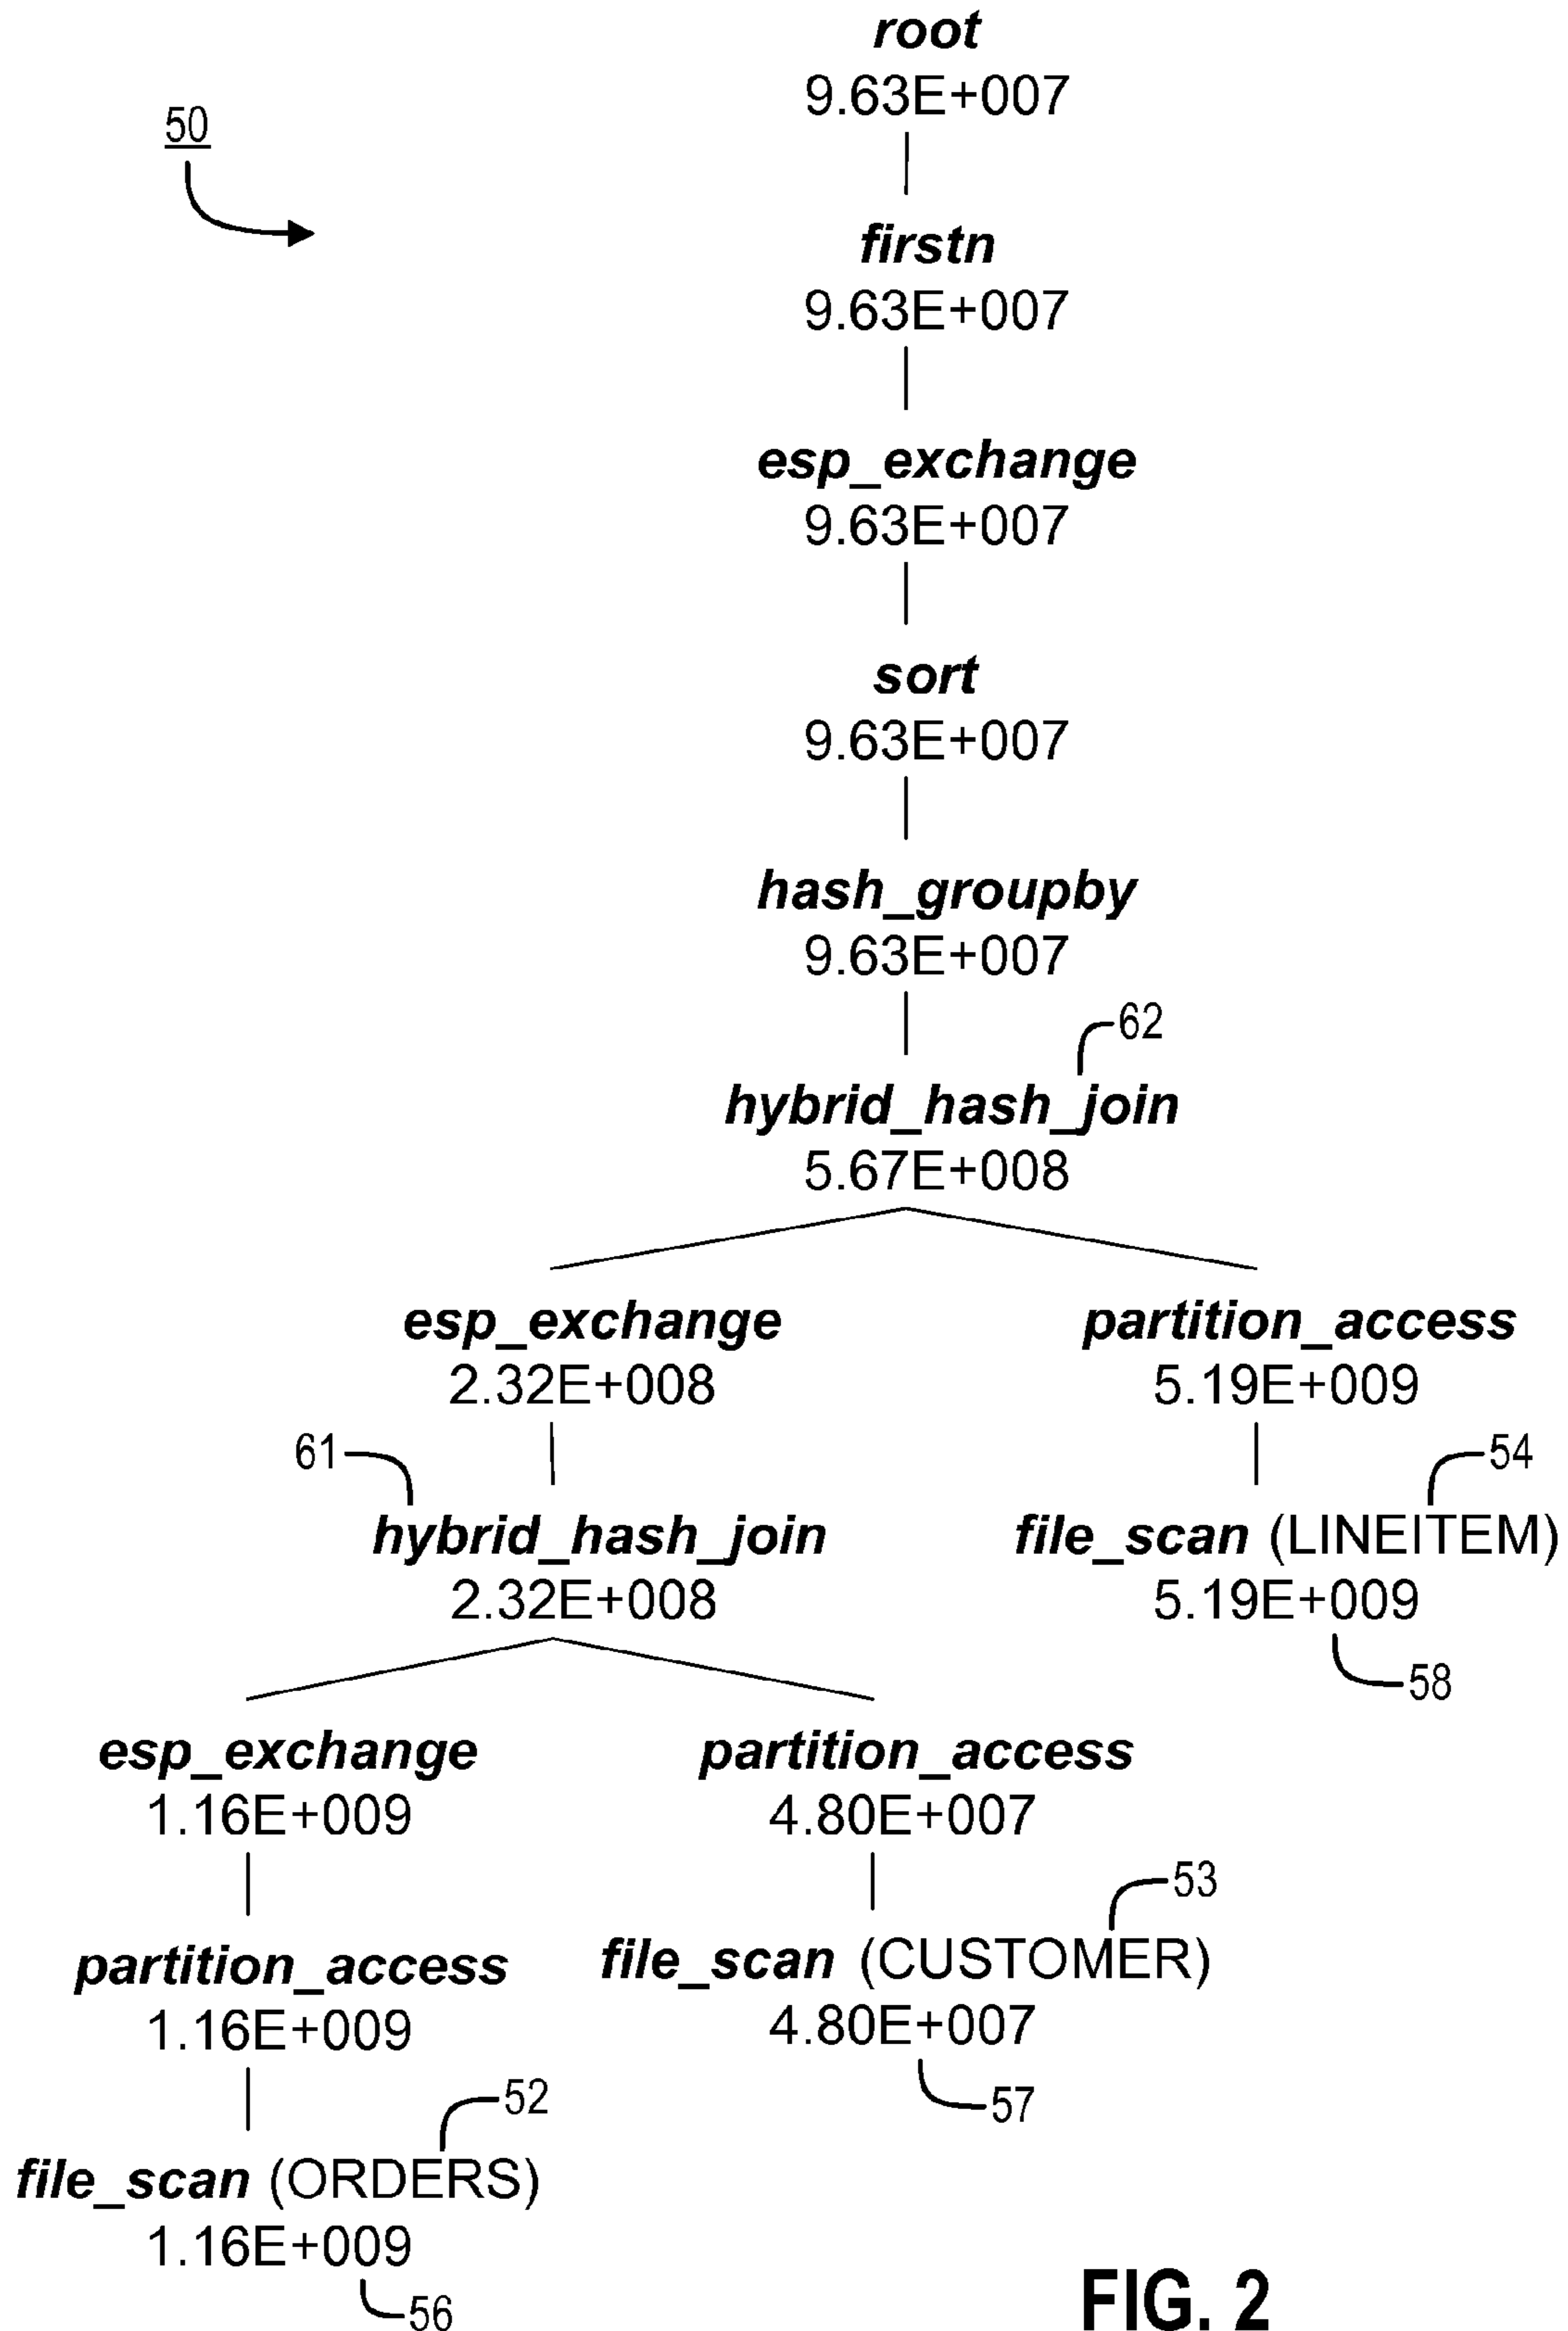 root
9.63E+007
50
firstn
9.63E+007
esp_exchange
9.63E+007
sort
9.63E+007
hash_groupby
9.63E+007
62
hybrid_hash_join
5.67E+008
esp_exchange
2.32E+008
partition_access
5.19E+009
61
54
hybrid_hash_join
2.32E+008
file_scan (LINEITEM)
5.19E+009
58
esp_exchange
1.16E+009
partition_access
4.80E+007
53
partition_access
1.16E+009
file_scan (CUSTOMER)
4.80E+007
52
57
file_scan (ORDERS)
1.16E+009
56
FIG. 2